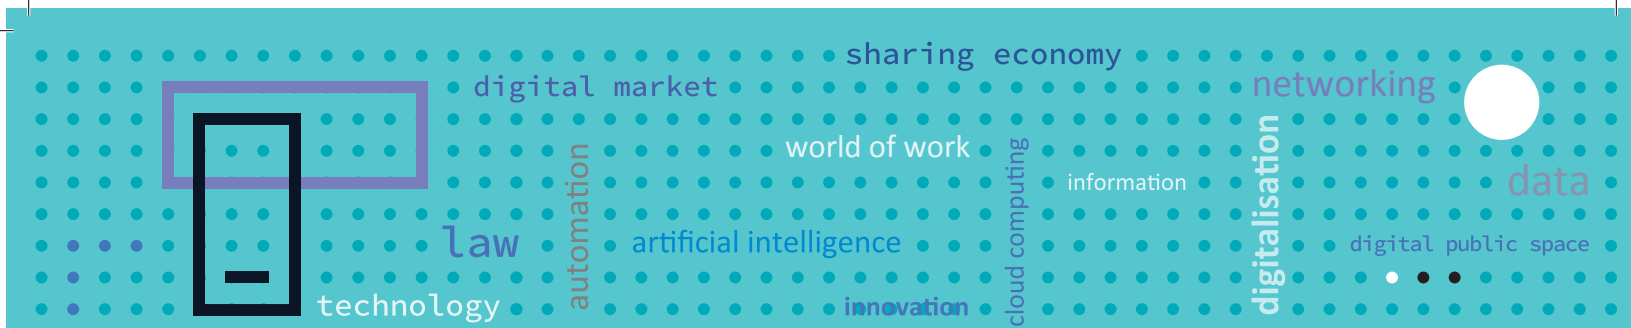 sharing economy
digital market
networking
world of work
automation
cloud computing
information
digitalisation
data
law
artificial intelligence
digital public space
technology
innovation